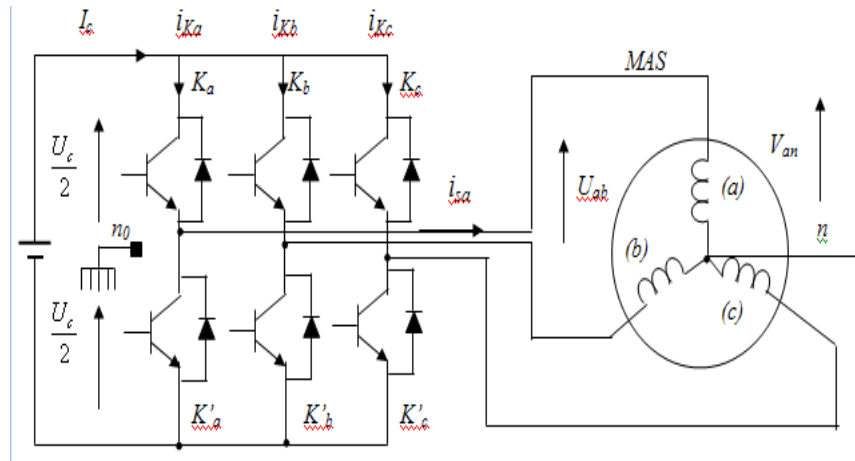 I_c i_Ka i_Kb i_Kc
MAS
K_a K_b K_c
U_c/2
V_an
U_ab
(a)
i_sa
n_0
n
(b)
(c)
U_c/2
K'_a K'_b K'_c